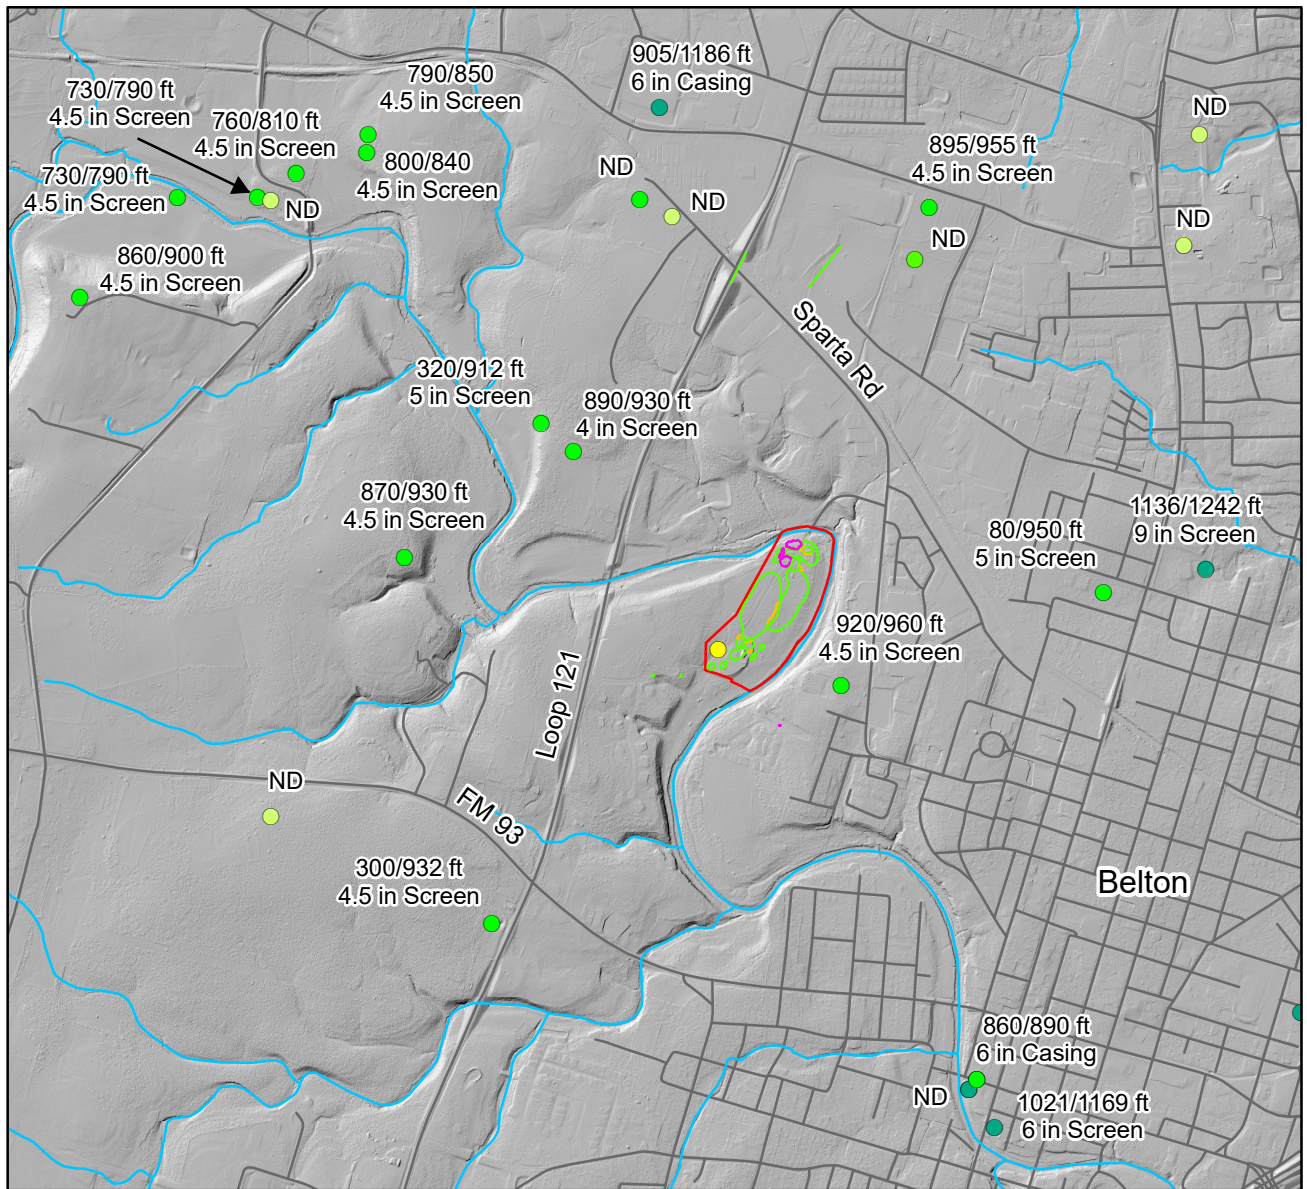 905/1186 ft
6 in Casing
790/850
4.5 in Screen
730/790 ft
4.5 in Screen
760/810 ft
4.5 in Screen
ND
895/955 ft
4.5 in Screen
800/840
4.5 in Screen
730/790 ft
4.5 in Screen
ND
ND
ND
ND
ND
860/900 ft
4.5 in Screen
Sparta Rd
320/912 ft
5 in Screen
890/930 ft
4 in Screen
870/930 ft
4.5 in Screen
1136/1242 ft
9 in Screen
80/950 ft
5 in Screen
920/960 ft
4.5 in Screen
Loop 121
ND
FM 93
300/932 ft
4.5 in Screen
Belton
860/890 ft
6 in Casing
ND
1021/1169 ft
6 in Screen